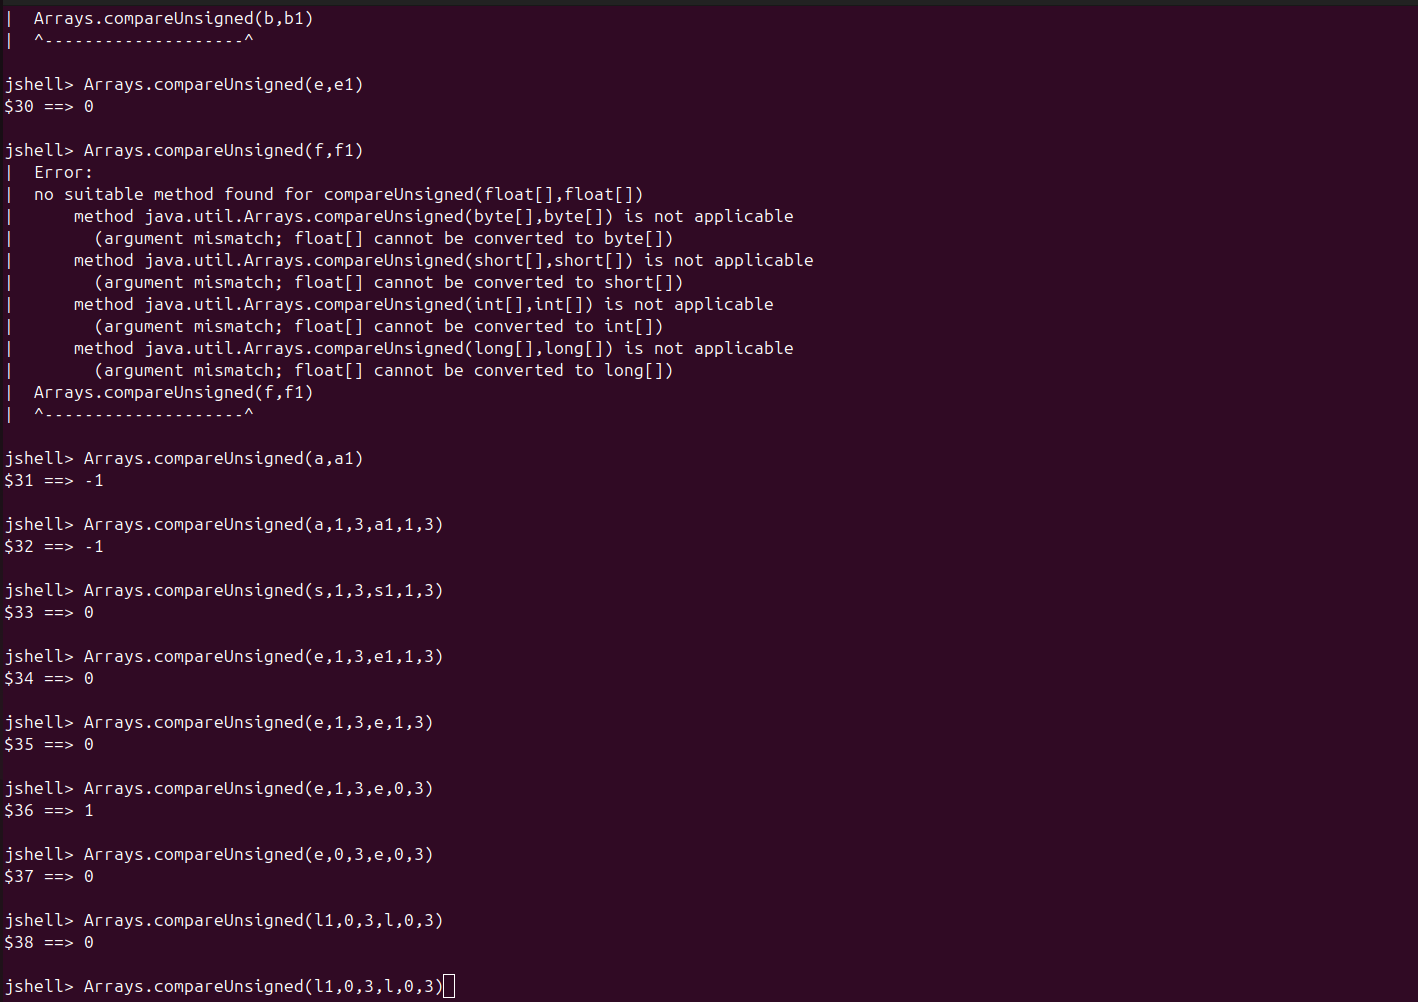 |  Arrays.compareUnsigned(b,b1)
|  ^--------------------^
jshell> Arrays.compareUnsigned(e,e1)
$30 ==> 0
jshell> Arrays.compareUnsigned(f,f1)
|  Error:
|  no suitable method found for compareUnsigned(float[],float[])
|      method java.util.Arrays.compareUnsigned(byte[],byte[]) is not applicable
|        (argument mismatch; float[] cannot be converted to byte[])
|      method java.util.Arrays.compareUnsigned(short[],short[]) is not applicable
|        (argument mismatch; float[] cannot be converted to short[])
|      method java.util.Arrays.compareUnsigned(int[],int[]) is not applicable
|        (argument mismatch; float[] cannot be converted to int[])
|      method java.util.Arrays.compareUnsigned(long[],long[]) is not applicable
|        (argument mismatch; float[] cannot be converted to long[])
|  Arrays.compareUnsigned(f,f1)
|  ^--------------------^
jshell> Arrays.compareUnsigned(a,a1)
$31 ==> -1
jshell> Arrays.compareUnsigned(a,1,3,a1,1,3)
$32 ==> -1
jshell> Arrays.compareUnsigned(s,1,3,s1,1,3)
$33 ==> 0
jshell> Arrays.compareUnsigned(e,1,3,e1,1,3)
$34 ==> 0
jshell> Arrays.compareUnsigned(e,1,3,e,1,3)
$35 ==> 0
jshell> Arrays.compareUnsigned(e,1,3,e,0,3)
$36 ==> 1
jshell> Arrays.compareUnsigned(e,0,3,e,0,3)
$37 ==> 0
jshell> Arrays.compareUnsigned(l1,0,3,l,0,3)
$38 ==> 0
jshell> Arrays.compareUnsigned(l1,0,3,l,0,3)